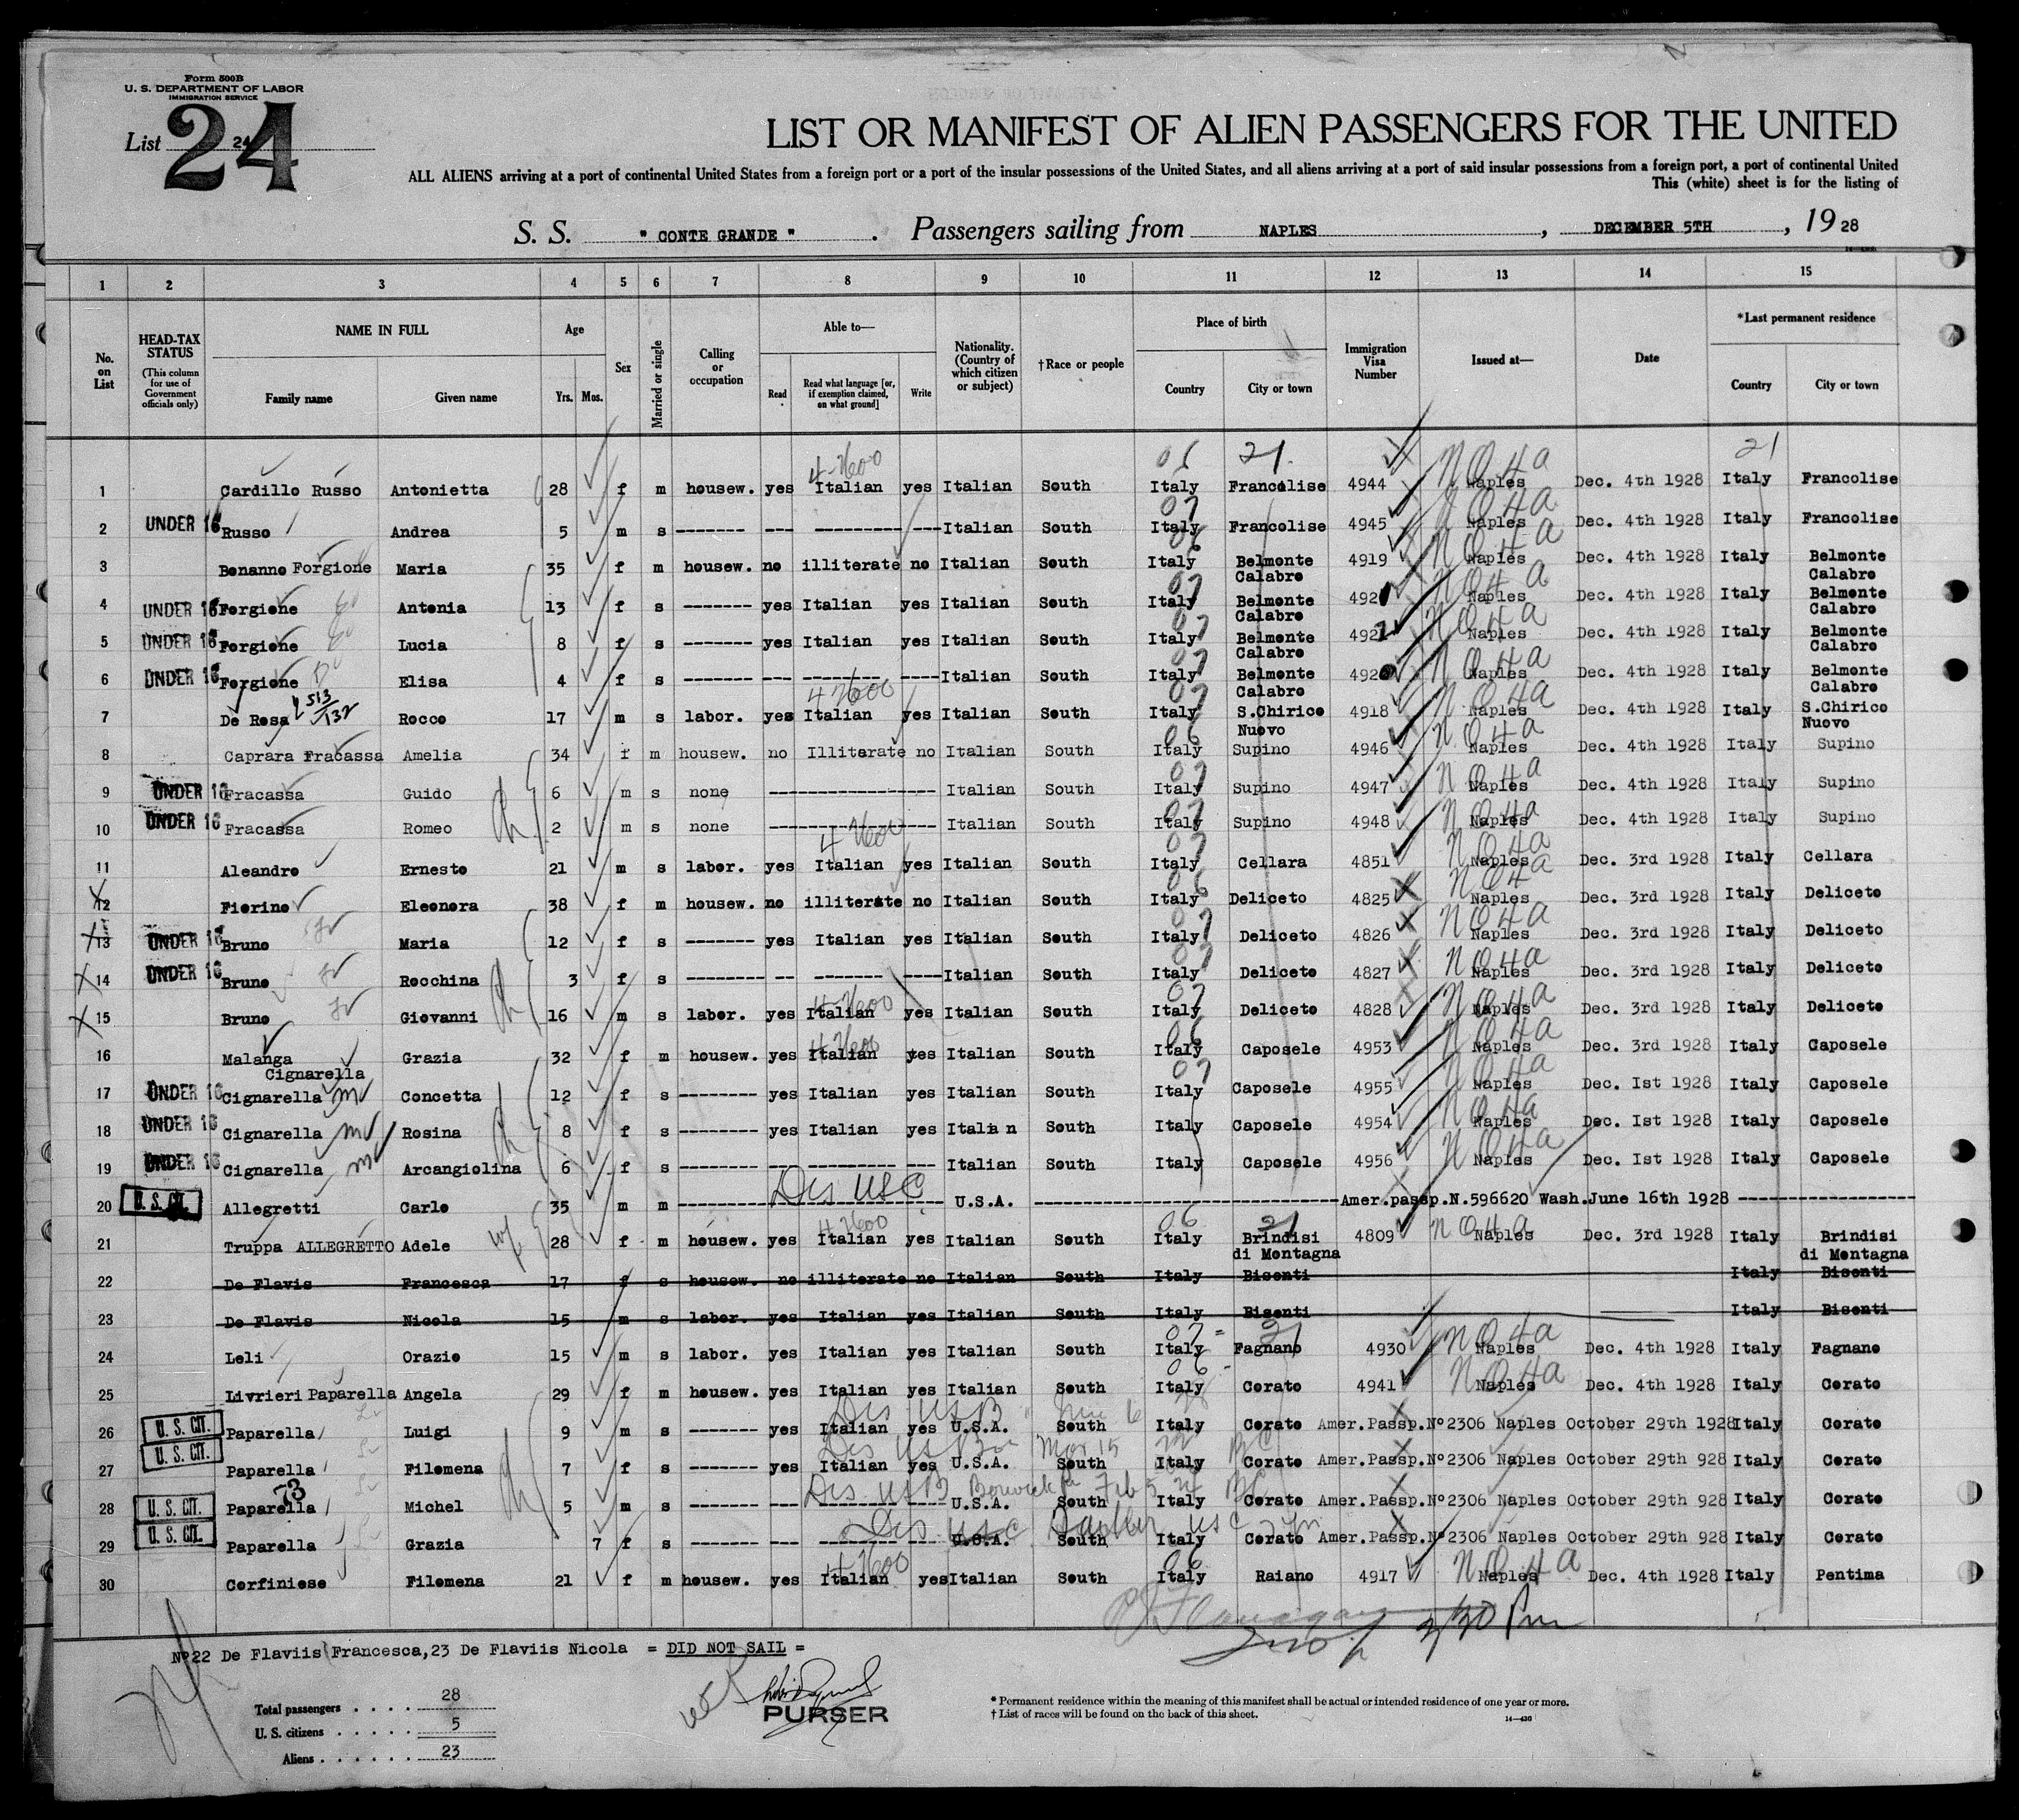 Form 500B
U. S. DEPARTMENT OF LABOR
IMMIGRATION SERVICE
List 24
24
LIST OR MANIFEST OF ALIEN PASSENGERS FOR THE UNITED
ALL ALIENS arriving at a port of continental United States from a foreign port or a port of the insular possessions of the United States, and all aliens arriving at a port of said insular possessions from a foreign port, a port of continental United
This (white) sheet is for the listing of
S. S. " CONTE GRANDE " . Passengers sailing from NAPLES , DECEMBER 5TH , 1928
1 2 3 4 5 6 7 8 9 10 11 12 13 14 15
No. on List
HEAD-TAX STATUS (This column for use of Government officials only)
NAME IN FULL Family name Given name
Age Yrs. Mos.
Sex
Married or single
Calling or occupation
Able to— Read Read what language [or, if exemption claimed, on what ground] Write
Nationality. (Country of which citizen or subject)
†Race or people
Place of birth Country City or town
Immigration Visa Number
Issued at—
Date
*Last permanent residence Country City or town
1 Cardillo Russo Antonietta 28 f m housew. yes Italian yes Italian South Italy Francolise 4944 Naples Dec. 4th 1928 Italy Francolise
2 UNDER 16 Russo Andrea 5 m s ------- --- --------- --- Italian South Italy Francolise 4945 Naples Dec. 4th 1928 Italy Francolise
3 Bonanno Forgione Maria 35 f m housew. no illiterate no Italian South Italy Belmonte Calabro 4919 Naples Dec. 4th 1928 Italy Belmonte Calabro
4 UNDER 16 Forgione Antonia 13 f s ------- yes Italian yes Italian South Italy Belmonte Calabro 4921 Naples Dec. 4th 1928 Italy Belmonte Calabro
5 UNDER 16 Forgione Lucia 8 f s ------- yes Italian yes Italian South Italy Belmonte Calabro 4922 Naples Dec. 4th 1928 Italy Belmonte Calabro
6 UNDER 16 Forgione Elisa 4 f s ------- --- -------- ---- Italian South Italy Belmonte Calabro 4920 Naples Dec. 4th 1928 Italy Belmonte Calabro
7 De Rosa 513/132 Rocco 17 m s labor. yes Italian yes Italian South Italy S.Chirico Nuovo 4918 Naples Dec. 4th 1928 Italy S.Chirico Nuovo
8 Caprara Fracassa Amelia 34 f m housew. no Illiterate no Italian South Italy Supino 4946 Naples Dec. 4th 1928 Italy Supino
9 UNDER 16 Fracassa Guido 6 m s none ----------------- Italian South Italy Supino 4947 Naples Dec. 4th 1928 Italy Supino
10 UNDER 16 Fracassa Romeo 2 m s none ----------------- Italian South Italy Supino 4948 Naples Dec. 4th 1928 Italy Supino
11 Aleandro Ernesto 21 m s labor. yes Italian yes Italian South Italy Cellara 4851 Naples Dec. 3rd 1928 Italy Cellara
12 Fiorino Eleonora 38 f m housew. no illiterate no Italian South Italy Deliceto 4825 Naples Dec. 3rd 1928 Italy Deliceto
13 UNDER 16 Bruno Maria 12 f s ------- yes Italian yes Italian South Italy Deliceto 4826 Naples Dec. 3rd 1928 Italy Deliceto
14 UNDER 16 Bruno Rocchina 3 f s -------- -- ------- ---- Italian South Italy Deliceto 4827 Naples Dec. 3rd 1928 Italy Deliceto
15 Bruno Giovanni 16 m s labor. yes Italian yes Italian South Italy Deliceto 4828 Naples Dec. 3rd 1928 Italy Deliceto
16 Malanga Cignarella Grazia 32 f m housew. yes Italian yes Italian South Italy Caposele 4953 Naples Dec. 3rd 1928 Italy Caposele
17 UNDER 16 Cignarella Concetta 12 f s -------- yes Italian yes Italian South Italy Caposele 4955 Naples Dec. Ist 1928 Italy Caposele
18 UNDER 16 Cignarella Rosina 8 f s -------- yes Italian yes Italian South Italy Caposele 4954 Naples Dec. Ist 1928 Italy Caposele
19 UNDER 16 Cignarella Arcangiolina 6 f s -------- -- --------- --- Italian South Italy Caposele 4956 Naples Dec. Ist 1928 Italy Caposele
20 U. S. CIT. Allegretti Carlo 35 m m Dis USC U.S.A. Amer.passp.N.596620 Wash.June 16th 1928
21 Truppa ALLEGRETTO Adele 28 f m housew. yes Italian yes Italian South Italy Brindisi di Montagna 4809 Naples Dec. 3rd 1928 Italy Brindisi di Montagna
22 De Flavis Francesca 17 f s housew. no illiterate no Italian South Italy Bisenti Italy Bisenti
23 De Flavis Nicola 15 m s labor. yes Italian yes Italian South Italy Bisenti Italy Bisenti
24 Leli Orazio 15 m s labor. yes Italian yes Italian South Italy Fagnano 4930 Naples Dec. 4th 1928 Italy Fagnano
25 Livrieri Paparella Angela 29 f m housew. yes Italian yes Italian South Italy Corato 4941 Naples Dec. 4th 1928 Italy Corato
26 U. S. CIT. Paparella Luigi 9 m s ------- yes Italian yes U.S.A. South Italy Corato Amer.Passp.Nº2306 Naples October 29th 1928 Italy Corato
27 U. S. CIT. Paparella Filomena 7 f s ------- yes Italian yes U.S.A. South Italy Corato Amer.Passp.Nº2306 Naples October 29th 928 Italy Corato
28 U. S. CIT. Paparella 73 Michel 5 m s ------- --- U.S.A. South Italy Corato Amer.Passp.Nº2306 Naples October 29th 928 Italy Corato
29 U. S. CIT. Paparella Grazia 7 f s ------- --- U.S.A. South Italy Corato Amer.Passp.Nº2306 Naples October 29th 928 Italy Corato
30 Corfiniese Filomena 21 f m housew. yes Italian yes Italian South Italy Raiano 4917 Naples Dec. 4th 1928 Italy Pentima
Nº22 De Flaviis Francesca,23 De Flaviis Nicola = DID NOT SAIL =
Total passengers . . . . 28
U. S. citizens . . . . . 5
Aliens . . . . . . 23
PURSER
* Permanent residence within the meaning of this manifest shall be actual or intended residence of one year or more.
† List of races will be found on the back of this sheet.